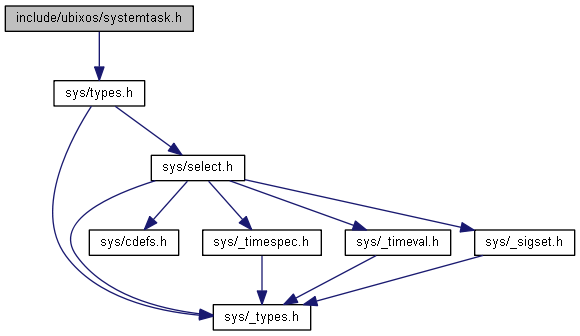 include/ubixos/systemtask.h
sys/types.h
sys/select.h
sys/cdefs.h
sys/_timespec.h
sys/_timeval.h
sys/_sigset.h
sys/_types.h